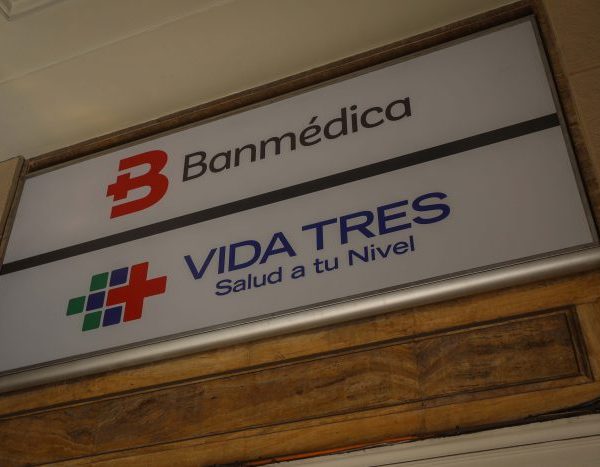 Banmédica
VIDA TRES
Salud a tu Nivel